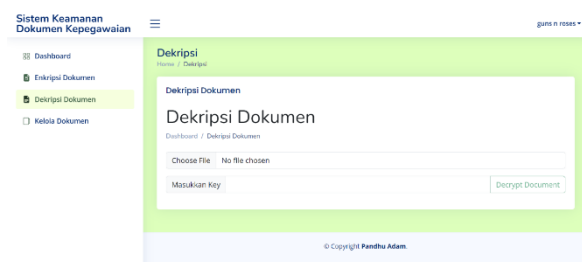 Sistem Keamanan
Dokumen Kepegawaian
guns n roses
Dashboard
Enkripsi Dokumen
Dekripsi Dokumen
Kelola Dokumen
Dekripsi
Home / Dekripsi
Dekripsi Dokumen
Dekripsi Dokumen
Dashboard / Dekripsi Dokumen
Choose File No file chosen
Masukkan Key
Decrypt Document
© Copyright Pandhu Adam.